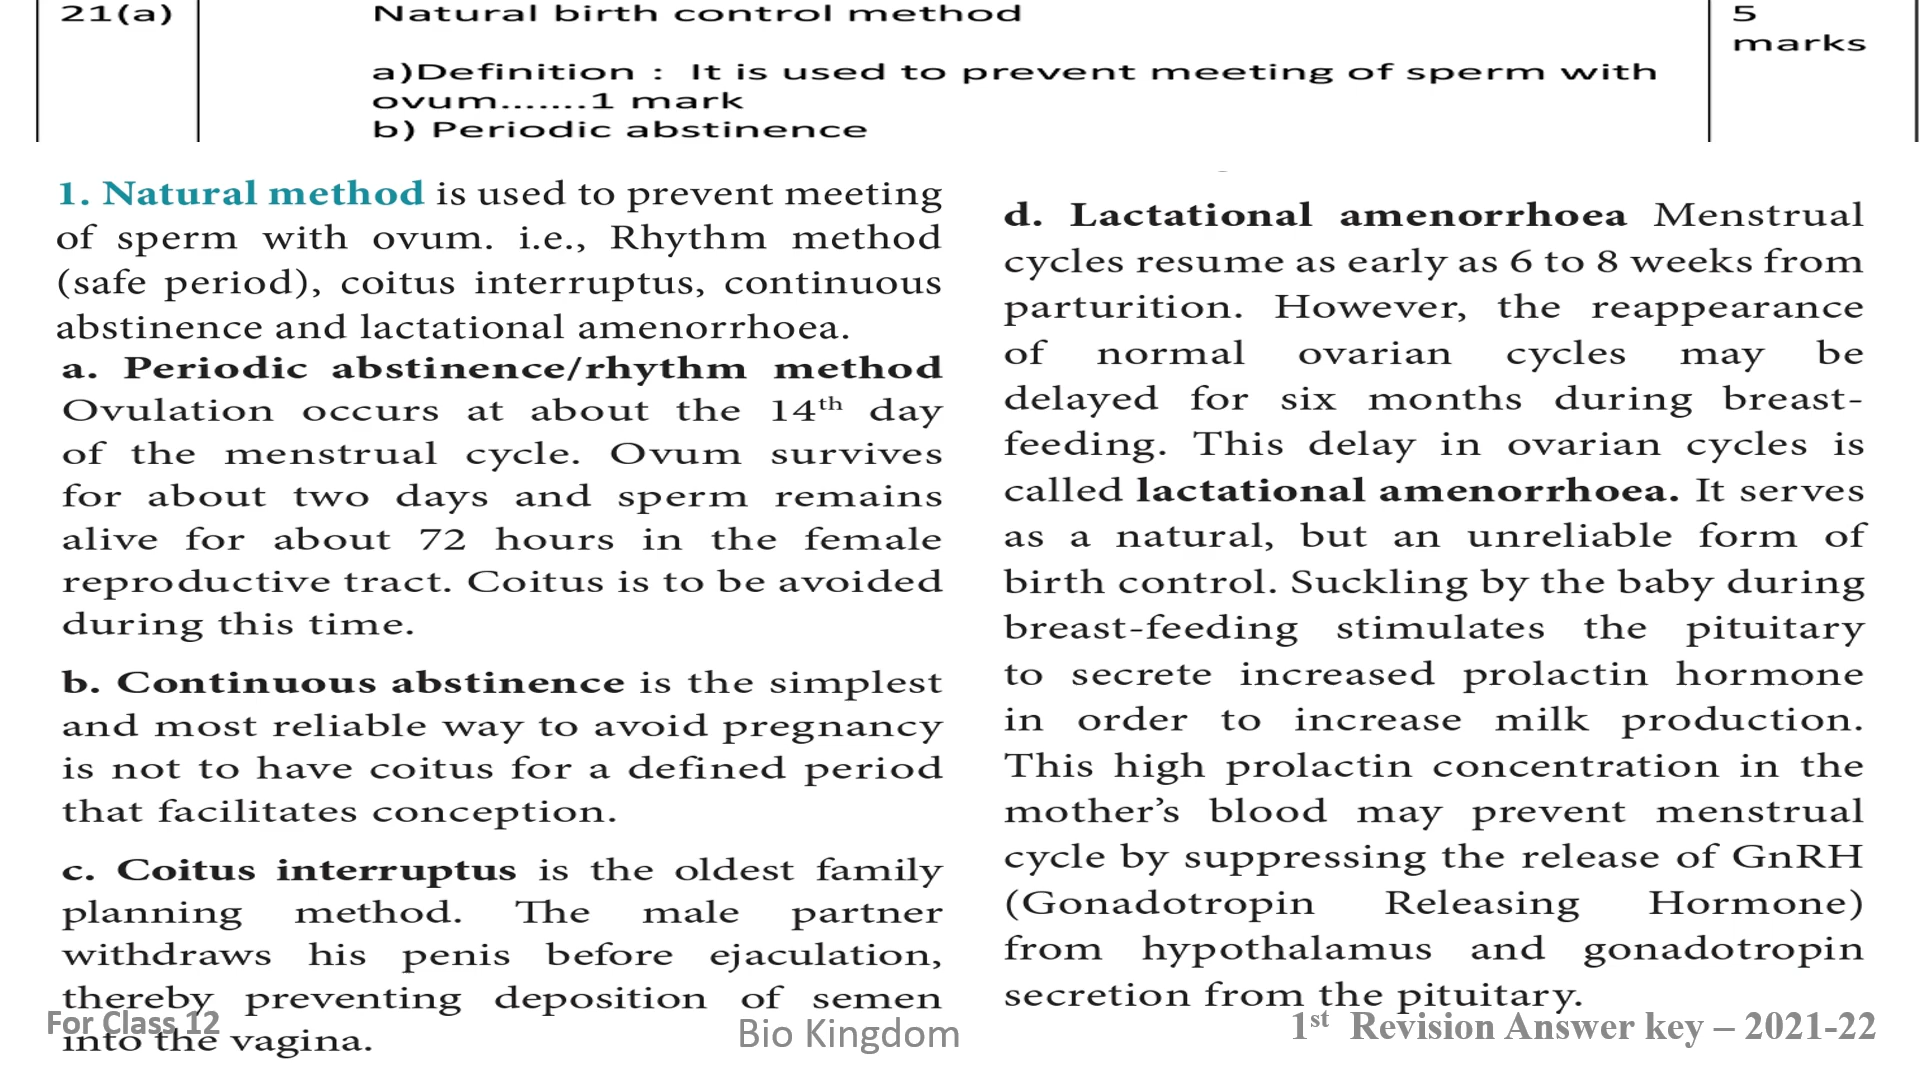 21(a)
Natural birth control method
5
marks
a)Definition : It is used to prevent meeting of sperm with
ovum.......1 mark
b) Periodic abstinence
1. Natural method is used to prevent meeting
of sperm with ovum. i.e., Rhythm method
(safe period), coitus interruptus, continuous
abstinence and lactational amenorrhoea.
a. Periodic abstinence/rhythm method
Ovulation occurs at about the 14th day
of the menstrual cycle. Ovum survives
for about two days and sperm remains
alive for about 72 hours in the female
reproductive tract. Coitus is to be avoided
during this time.
b. Continuous abstinence is the simplest
and most reliable way to avoid pregnancy
is not to have coitus for a defined period
that facilitates conception.
c. Coitus interruptus is the oldest family
planning method. The male partner
withdraws his penis before ejaculation,
thereby preventing deposition of semen
into the vagina.
d. Lactational amenorrhoea Menstrual
cycles resume as early as 6 to 8 weeks from
parturition. However, the reappearance
of normal ovarian cycles may be
delayed for six months during breast-
feeding. This delay in ovarian cycles is
called lactational amenorrhoea. It serves
as a natural, but an unreliable form of
birth control. Suckling by the baby during
breast-feeding stimulates the pituitary
to secrete increased prolactin hormone
in order to increase milk production.
This high prolactin concentration in the
mother's blood may prevent menstrual
cycle by suppressing the release of GnRH
(Gonadotropin Releasing Hormone)
from hypothalamus and gonadotropin
secretion from the pituitary.
For Class 12
Bio Kingdom
1st Revision Answer key – 2021-22